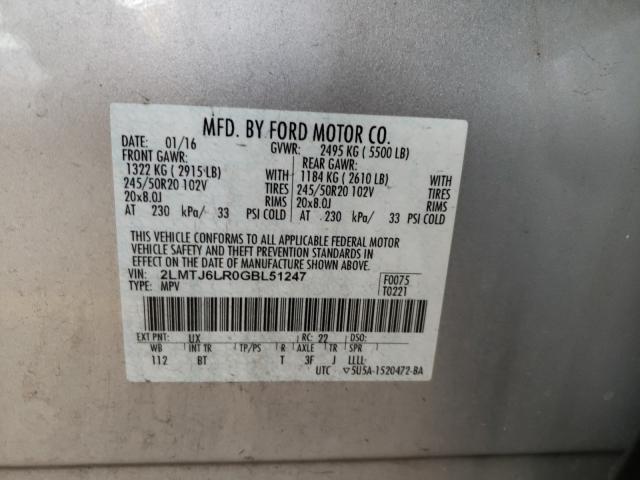 MFD. BY FORD MOTOR CO.
DATE: 01/16 GVWR: 2495 KG ( 5500 LB)
FRONT GAWR: REAR GAWR:
1322 KG ( 2915 LB) WITH 1184 KG ( 2610 LB) WITH
245/50R20 102V TIRES 245/50R20 102V TIRES
20x8.0J RIMS 20x8.0J RIMS
AT 230 kPa/ 33 PSI COLD AT 230 kPa/ 33 PSI COLD
THIS VEHICLE CONFORMS TO ALL APPLICABLE FEDERAL MOTOR
VEHICLE SAFETY AND THEFT PREVENTION STANDARDS IN
EFFECT ON THE DATE OF MANUFACTURE SHOWN ABOVE.
VIN: 2LMTJ6LR0GBL51247 F0075
TYPE: MPV T0221
EXT PNT: UX RC: 22 DSO:
WB INT TR TP/PS R AXLE TR SPR
112 BT T 3F J LLLL
UTC ▽5U5A-1520472-BA